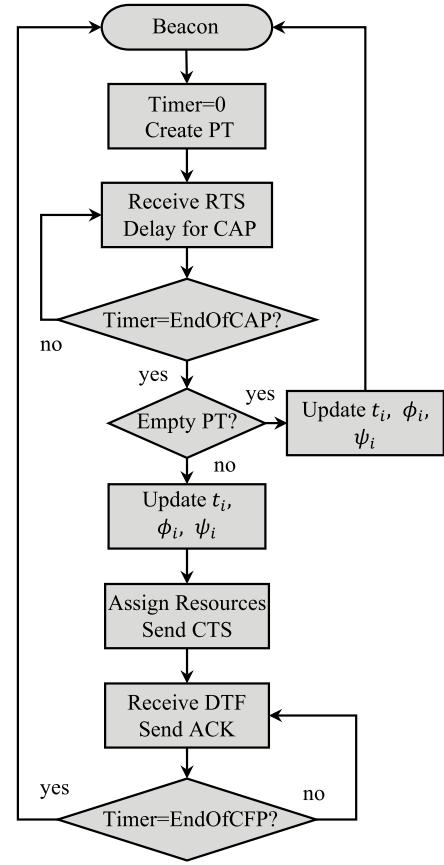 Beacon
Timer=0
Create PT
Receive RTS
Delay for CAP
Timer=EndOfCAP?
no
yes
Empty PT?
yes
Update tᵢ, ϕᵢ,
ψᵢ
no
Update tᵢ,
ϕᵢ, ψᵢ
Assign Resources
Send CTS
Receive DTF
Send ACK
yes
no
Timer=EndOfCFP?